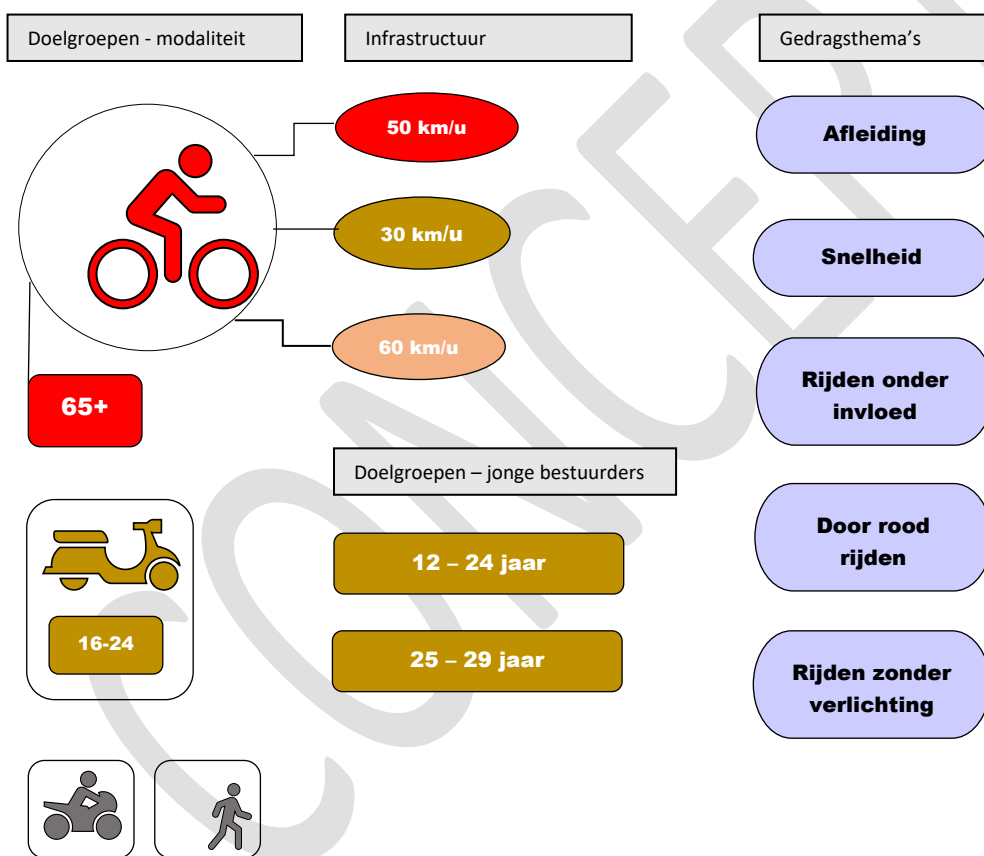 Doelgroepen - modaliteit
Infrastructuur
Gedragsthema’s
50 km/u
30 km/u
60 km/u
65+
Afleiding
Snelheid
Rijden onder
invloed
Door rood
rijden
Rijden zonder
verlichting
Doelgroepen – jonge bestuurders
12 – 24 jaar
25 – 29 jaar
16-24
CONCEPT